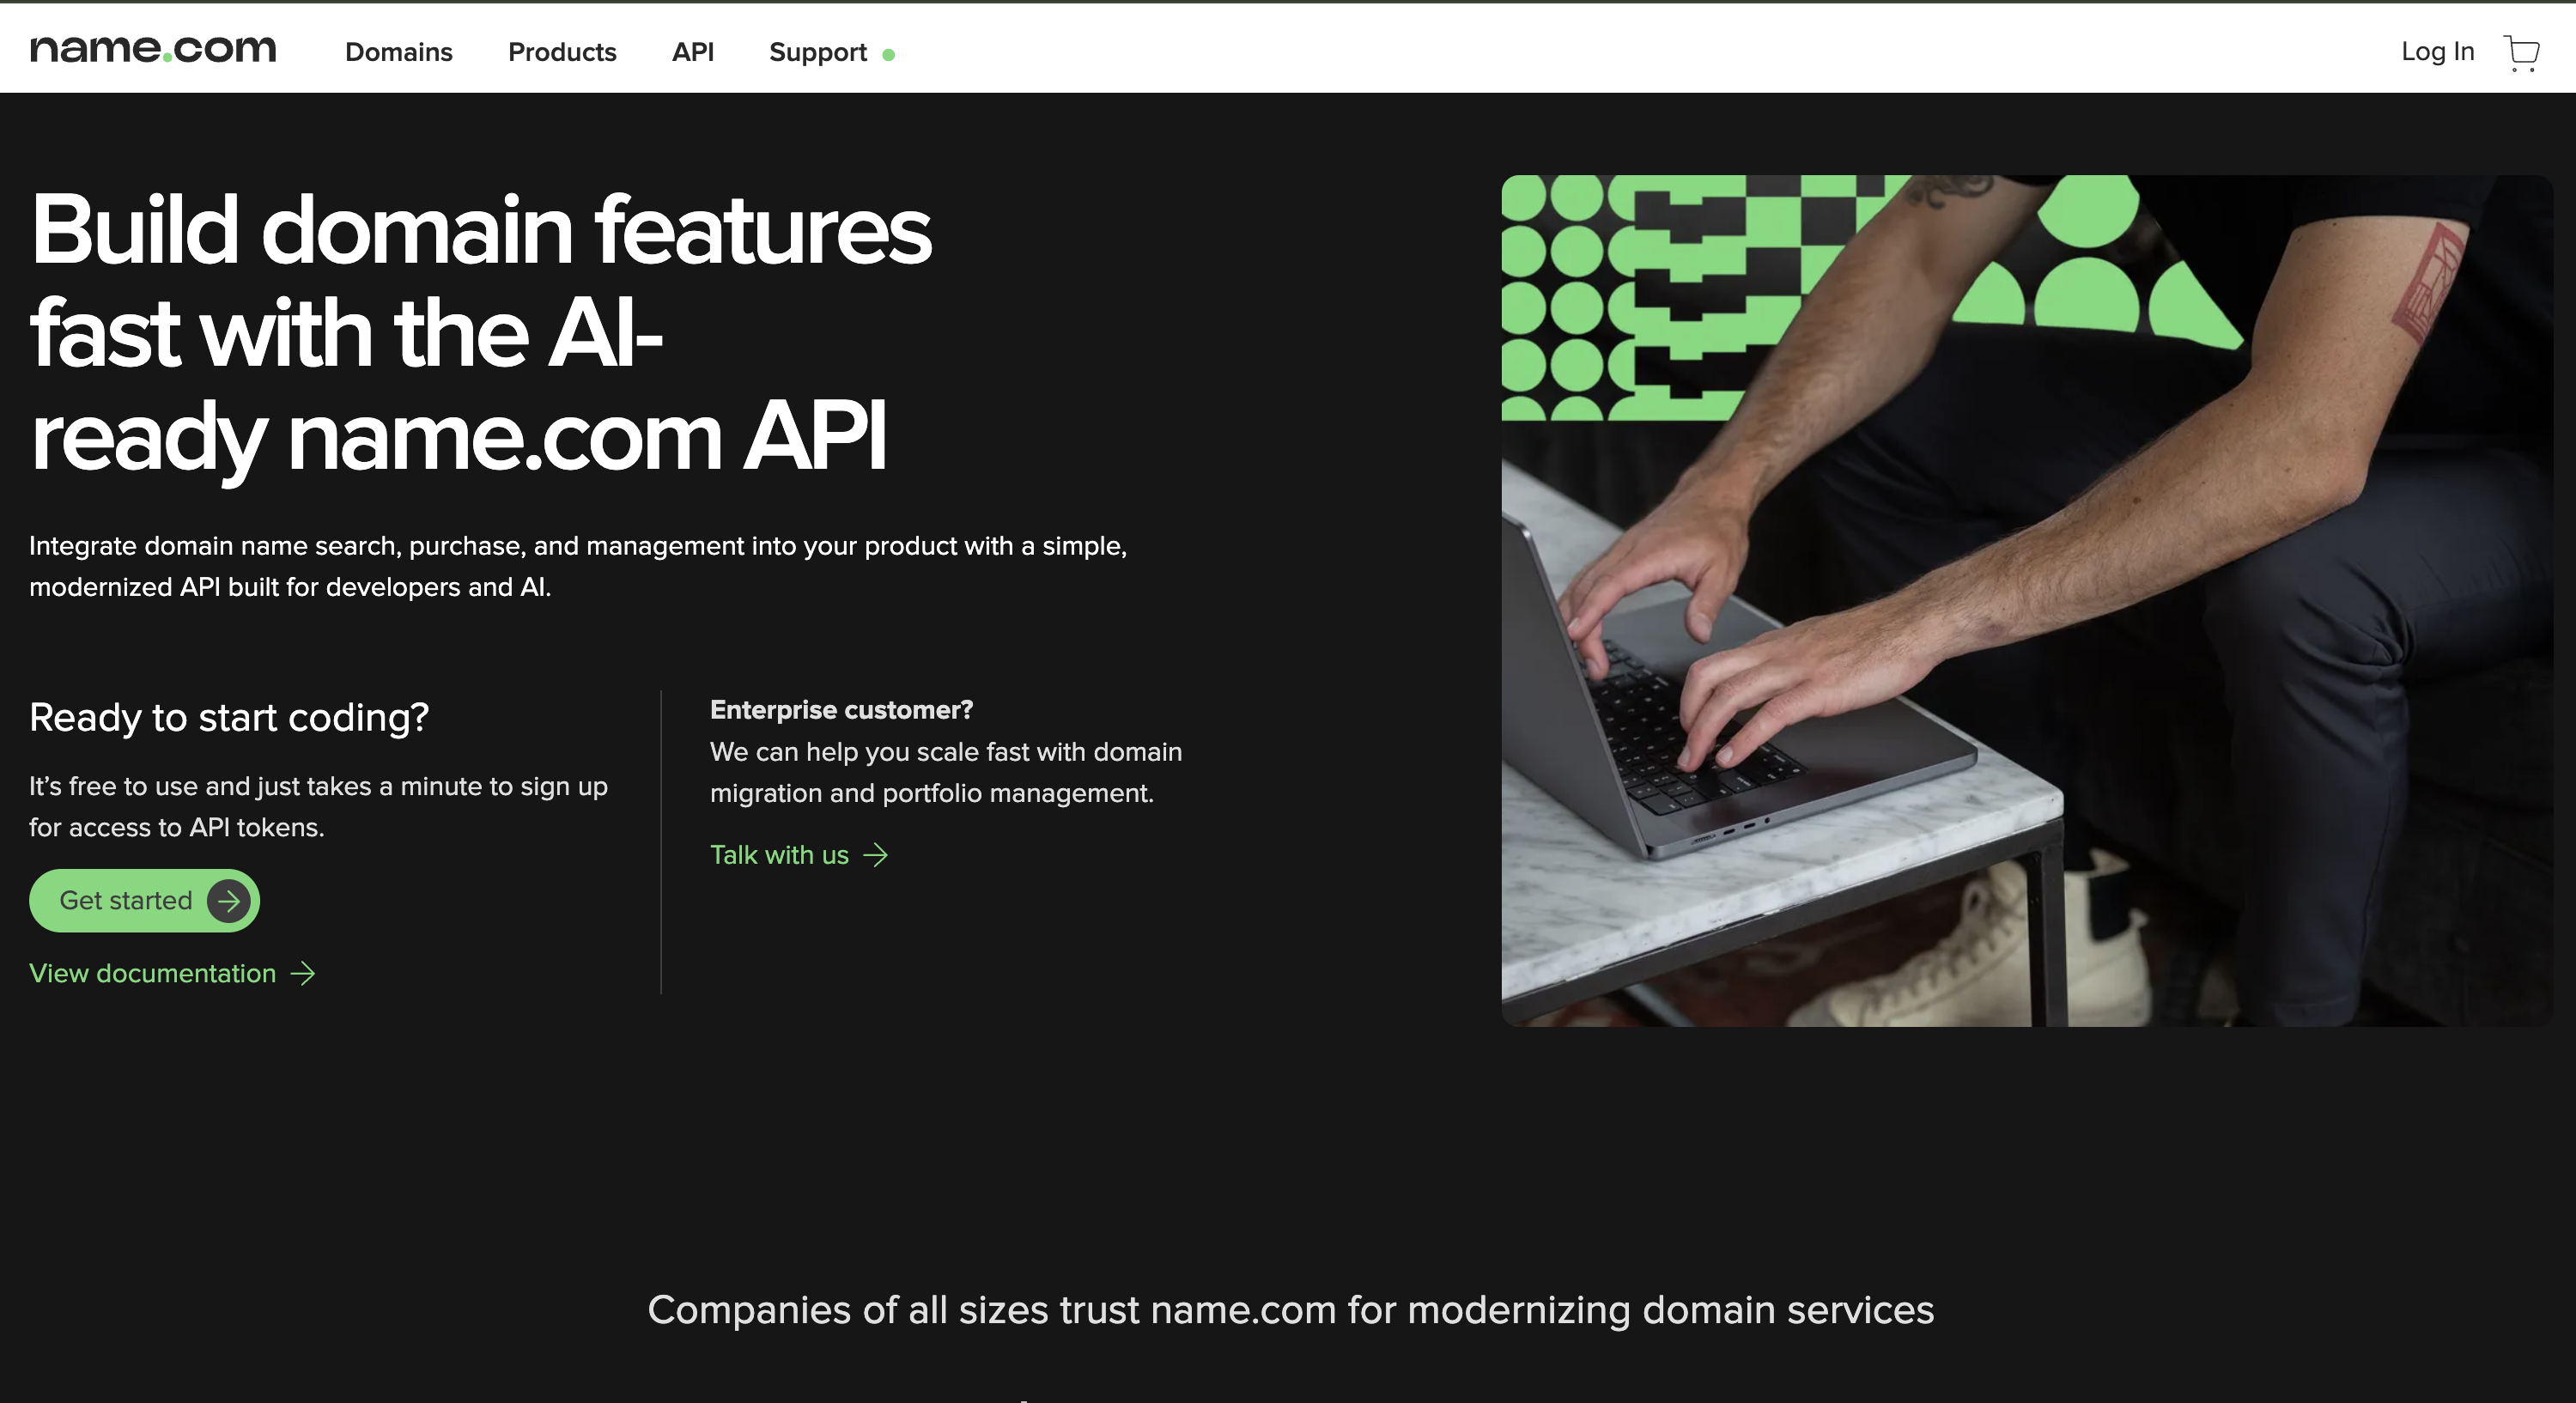 name.com
Domains
Products
API
Support
Log In
Build domain features
fast with the AI-
ready name.com API
Integrate domain name search, purchase, and management into your product with a simple,
modernized API built for developers and AI.
Ready to start coding?
It’s free to use and just takes a minute to sign up
for access to API tokens.
Get started
View documentation
Enterprise customer?
We can help you scale fast with domain
migration and portfolio management.
Talk with us
Companies of all sizes trust name.com for modernizing domain services